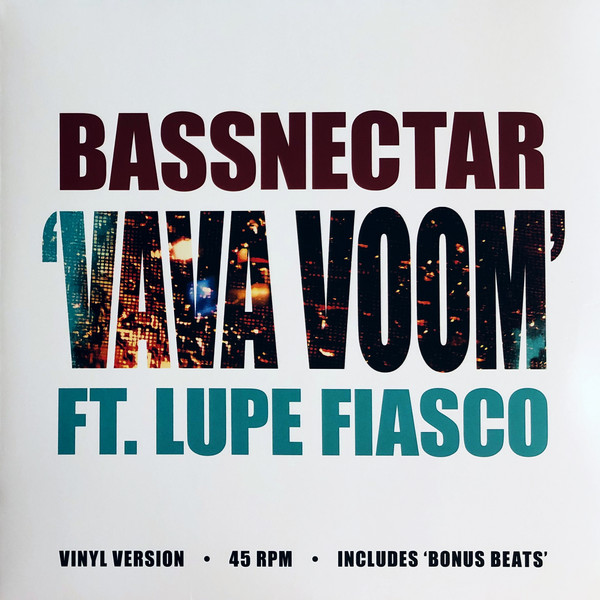 BASSNECTAR
‘VAVA VOOM’
FT. LUPE FIASCO
VINYL VERSION • 45 RPM • INCLUDES ‘BONUS BEATS’